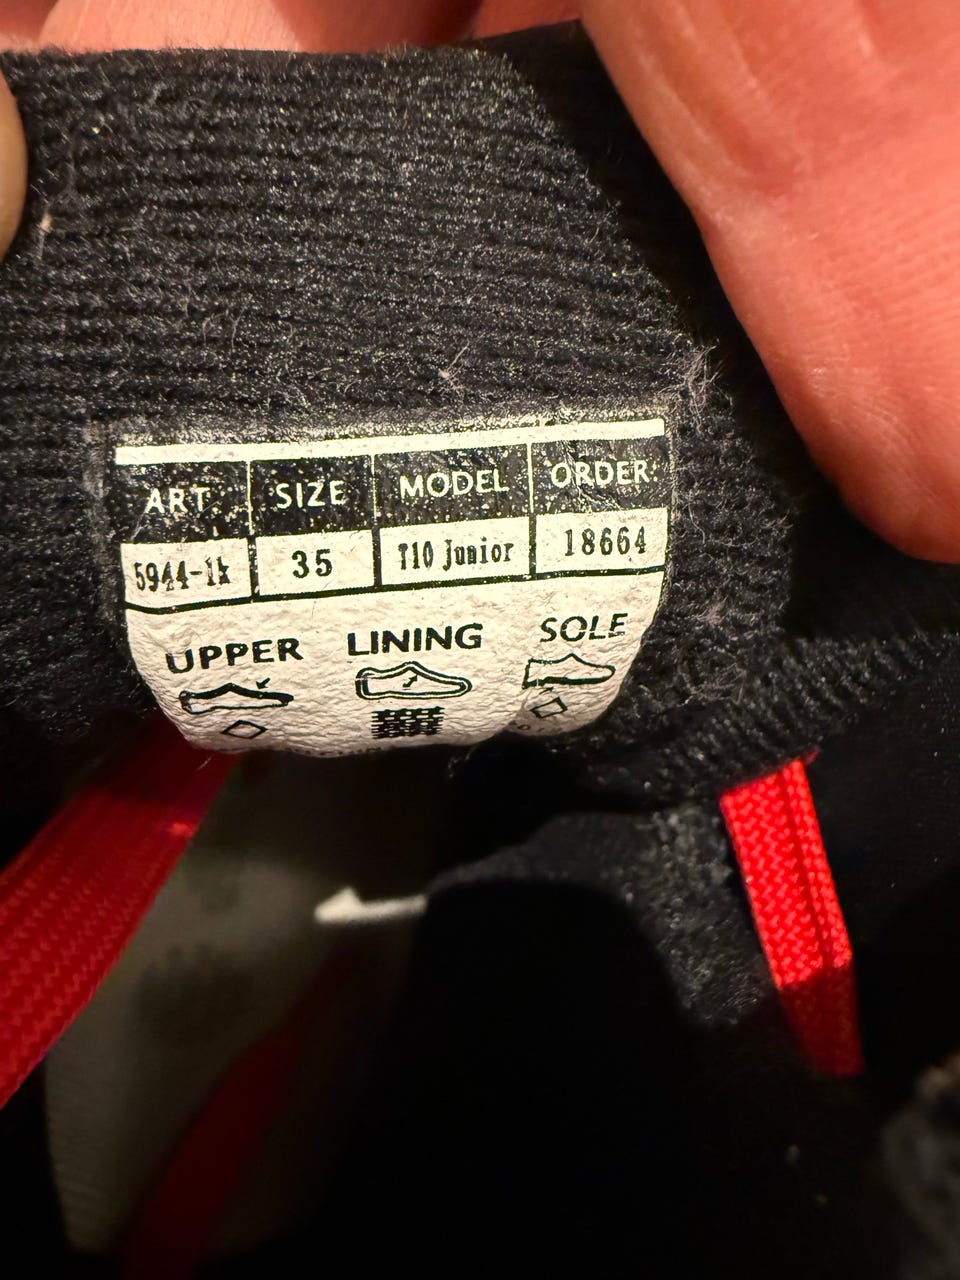 ART. SIZE MODEL ORDER:
5944-1k 35 T10 Junior 18664
UPPER LINING SOLE